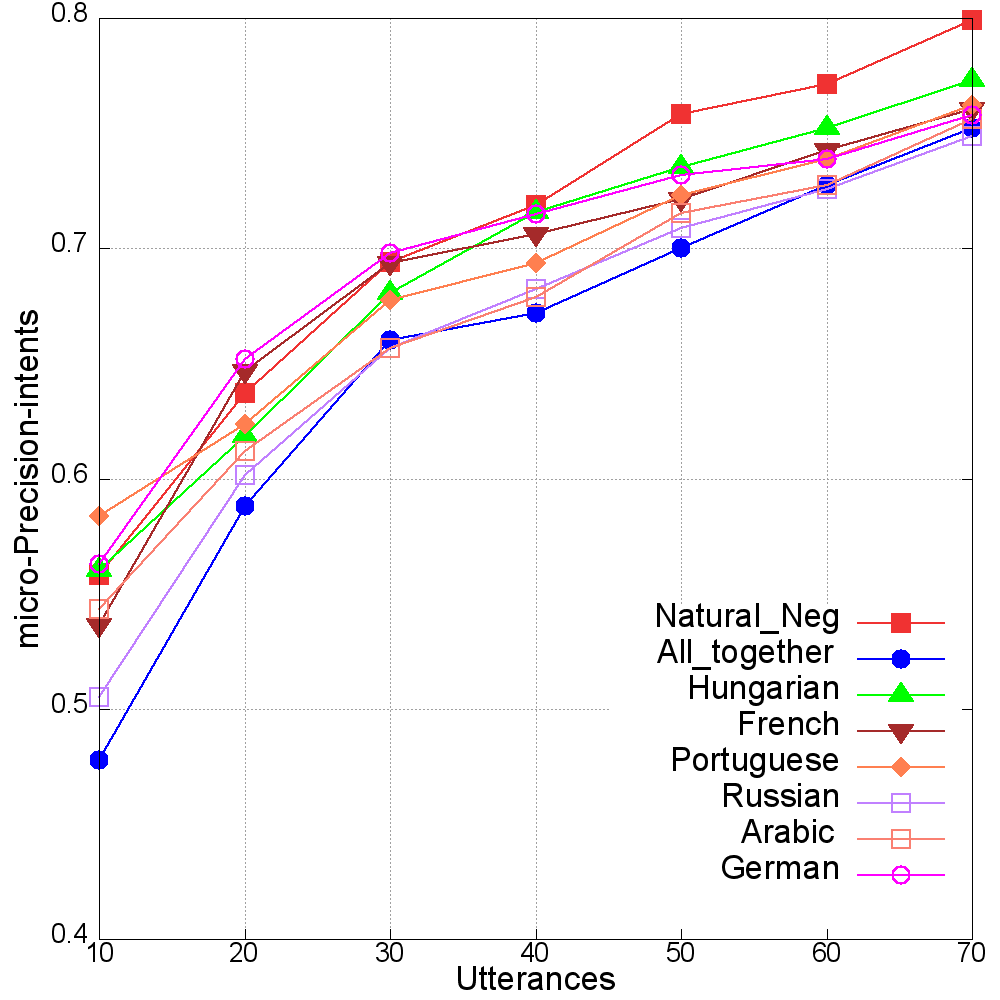 0.8
0.7
0.6
0.5
0.4
micro-Precision-intents
Natural_Neg
All_together
Hungarian
French
Portuguese
Russian
Arabic
German
10 20 30 40 50 60 70
Utterances